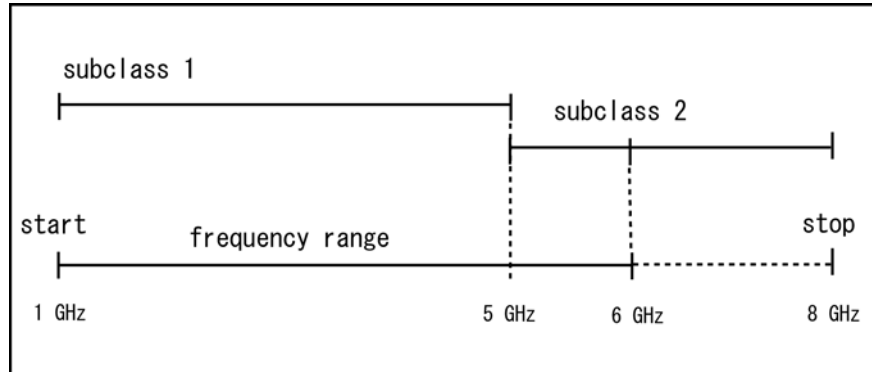 subclass 1
subclass 2
start
stop
frequency range
1 GHz
5 GHz
6 GHz
8 GHz